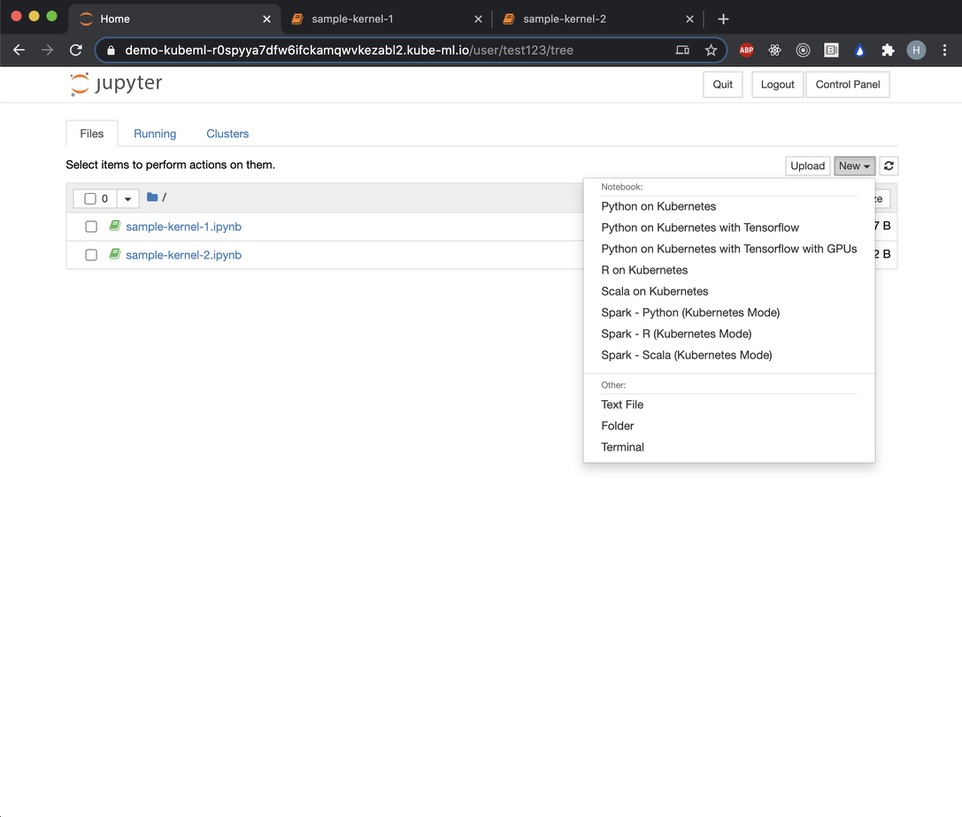 Home
sample-kernel-1
sample-kernel-2
demo-kubeml-r0spyya7dfw6ifckamqwvkezabl2.kube-ml.io/user/test123/tree
ABP
H
jupyter
Quit
Logout
Control Panel
Files
Running
Clusters
Select items to perform actions on them.
Upload
New
0
/
ze
sample-kernel-1.ipynb
7 B
sample-kernel-2.ipynb
2 B
Notebook:
Python on Kubernetes
Python on Kubernetes with Tensorflow
Python on Kubernetes with Tensorflow with GPUs
R on Kubernetes
Scala on Kubernetes
Spark - Python (Kubernetes Mode)
Spark - R (Kubernetes Mode)
Spark - Scala (Kubernetes Mode)
Other:
Text File
Folder
Terminal